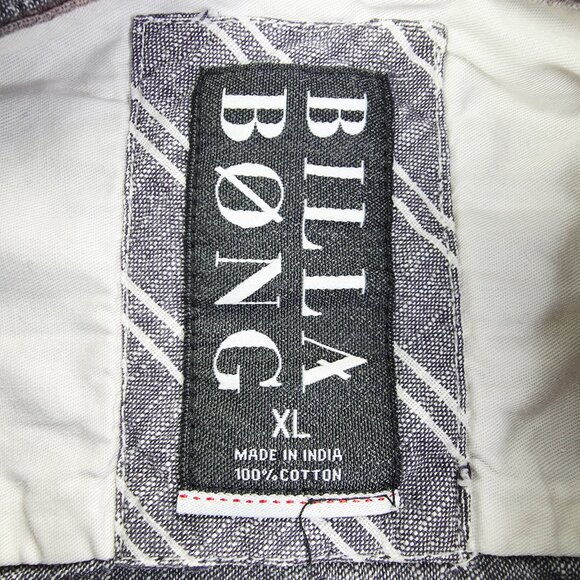 BILLA
BØNG
XL
MADE IN INDIA
100% COTTON